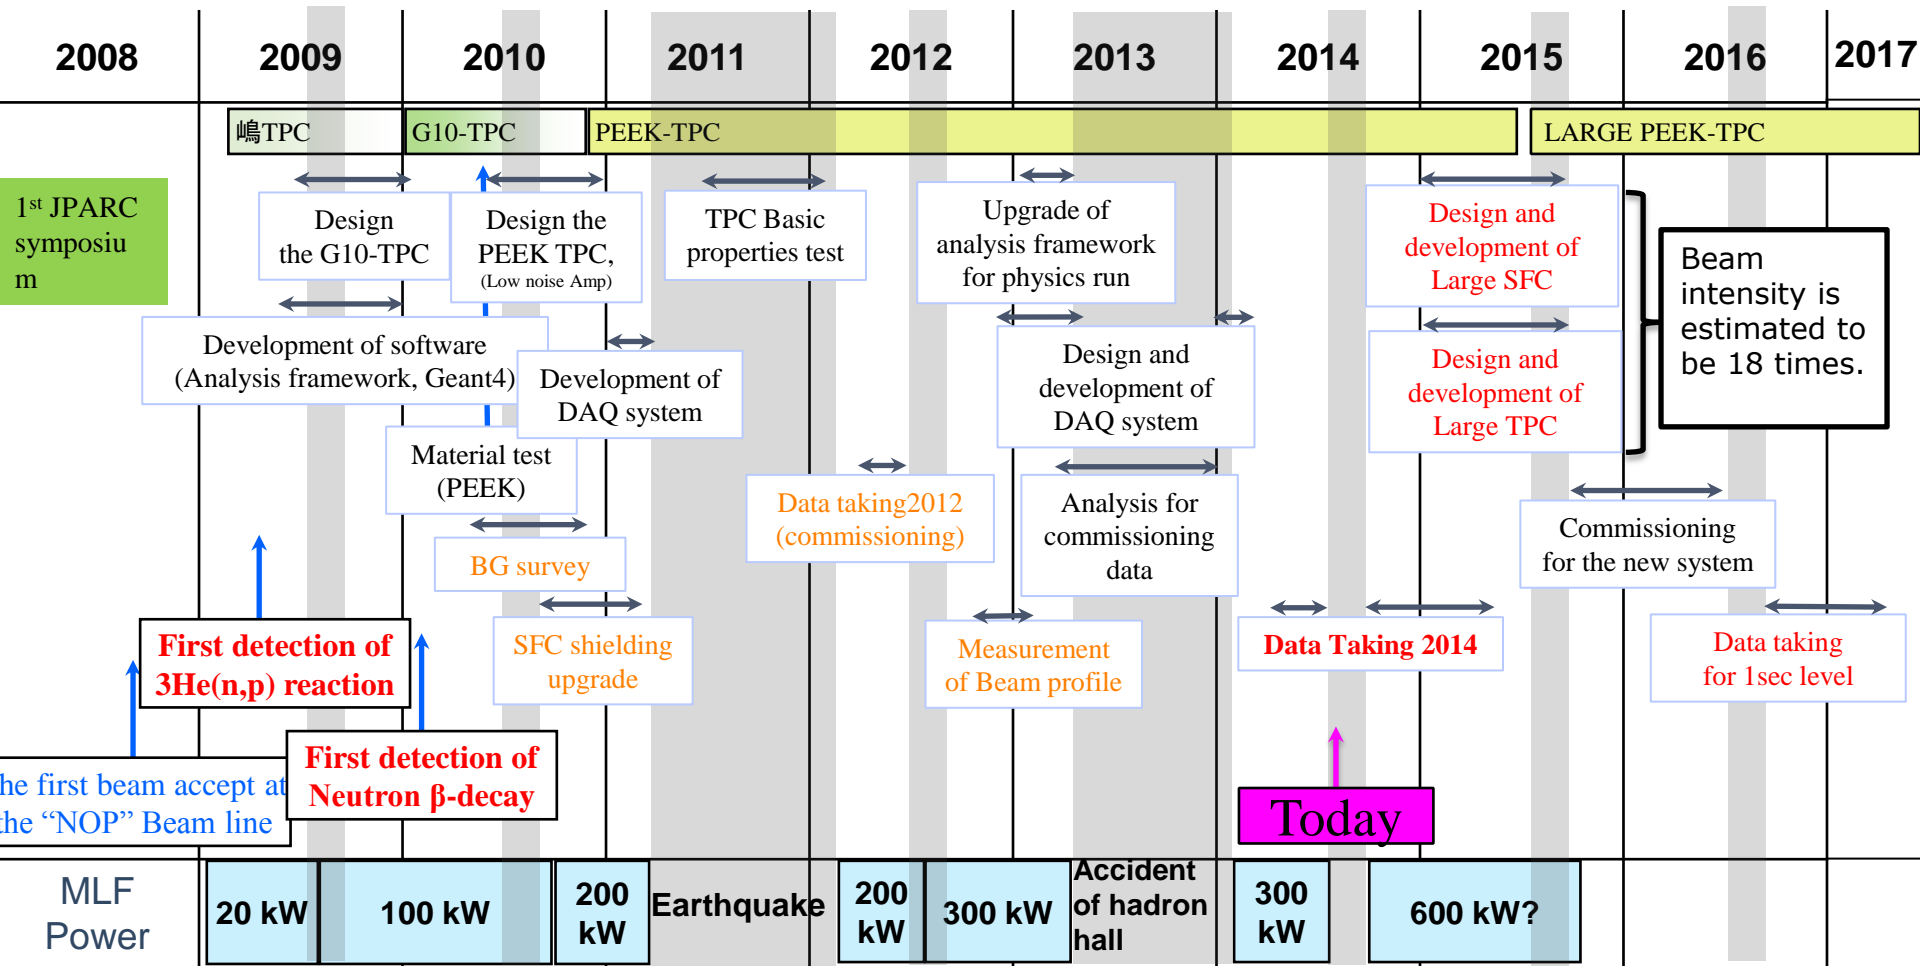 2008 2009 2010 2011 2012 2013 2014 2015 2016 2017
嶋TPC G10-TPC PEEK-TPC LARGE PEEK-TPC
1st JPARC
symposiu
m
Design
the G10-TPC
Design the
PEEK TPC,
(Low noise Amp)
TPC Basic
properties test
Upgrade of
analysis framework
for physics run
Design and
development of
Large SFC
Beam
intensity is
estimated to
be 18 times.
Development of software
(Analysis framework, Geant4)
Development of
DAQ system
Design and
development of
DAQ system
Design and
development of
Large TPC
Material test
(PEEK)
Data taking2012
(commissioning)
Analysis for
commissioning
data
Commissioning
for the new system
BG survey
First detection of
3He(n,p) reaction
SFC shielding
upgrade
Measurement
of Beam profile
Data Taking 2014
Data taking
for 1sec level
he first beam accept at
the “NOP” Beam line
First detection of
Neutron β-decay
Today
MLF
Power
20 kW
100 kW
200
kW
Earthquake
200
kW
300 kW
Accident
of hadron
hall
300
kW
600 kW?